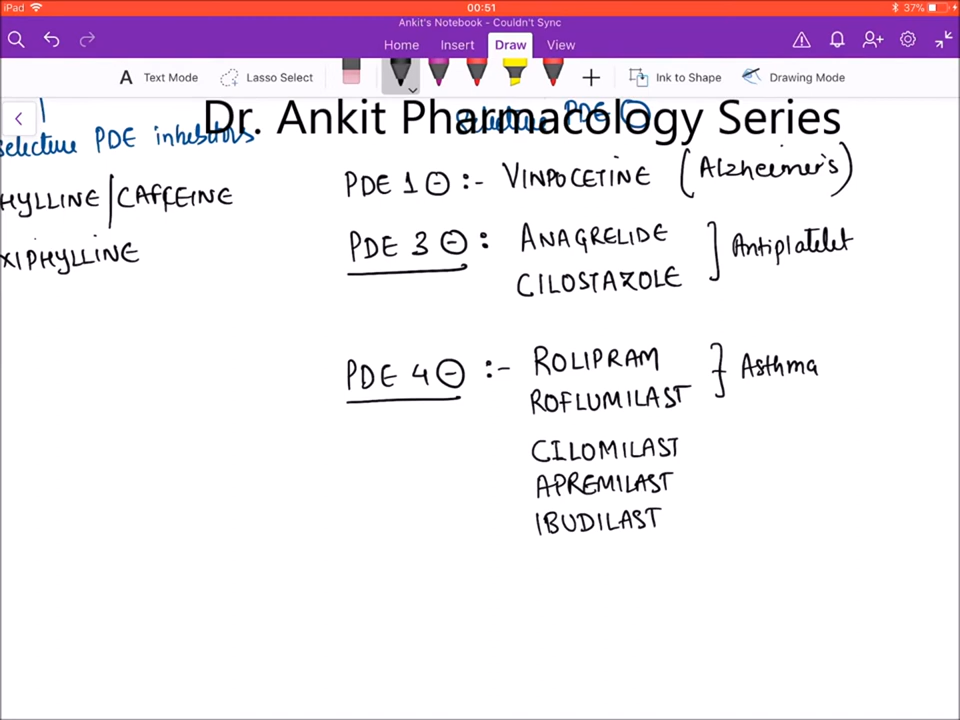 iPad 00:51 37%
Ankit's Notebook - Couldn't Sync
Home Insert Draw View
A Text Mode Lasso Select Ink to Shape Drawing Mode
Dr. Ankit Pharmacology Series
selective PDE inhibitors
selective PDE ⊖
HYLLINE/CAFFEINE
XIPHYLLINE
PDE 1 ⊖ :- VINPOCETINE (Alzheimer's)
PDE 3 ⊖ : ANAGRELIDE
CILOSTAZOLE
] Antiplatelet
PDE 4 ⊖ :- ROLIPRAM
ROFLUMILAST
} Asthma
CILOMILAST
APREMILAST
IBUDILAST